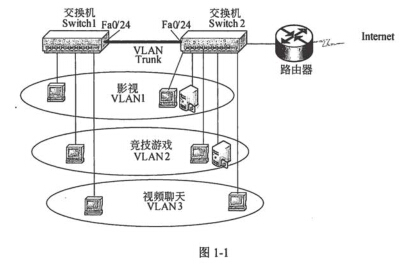 交换机
Switch1
Fa0/24
Fa0/24
交换机
Switch 2
VLAN
Trunk
Internet
路由器
影视
VLAN1
竞技游戏
VLAN2
视频聊天
VLAN3
图 1-1